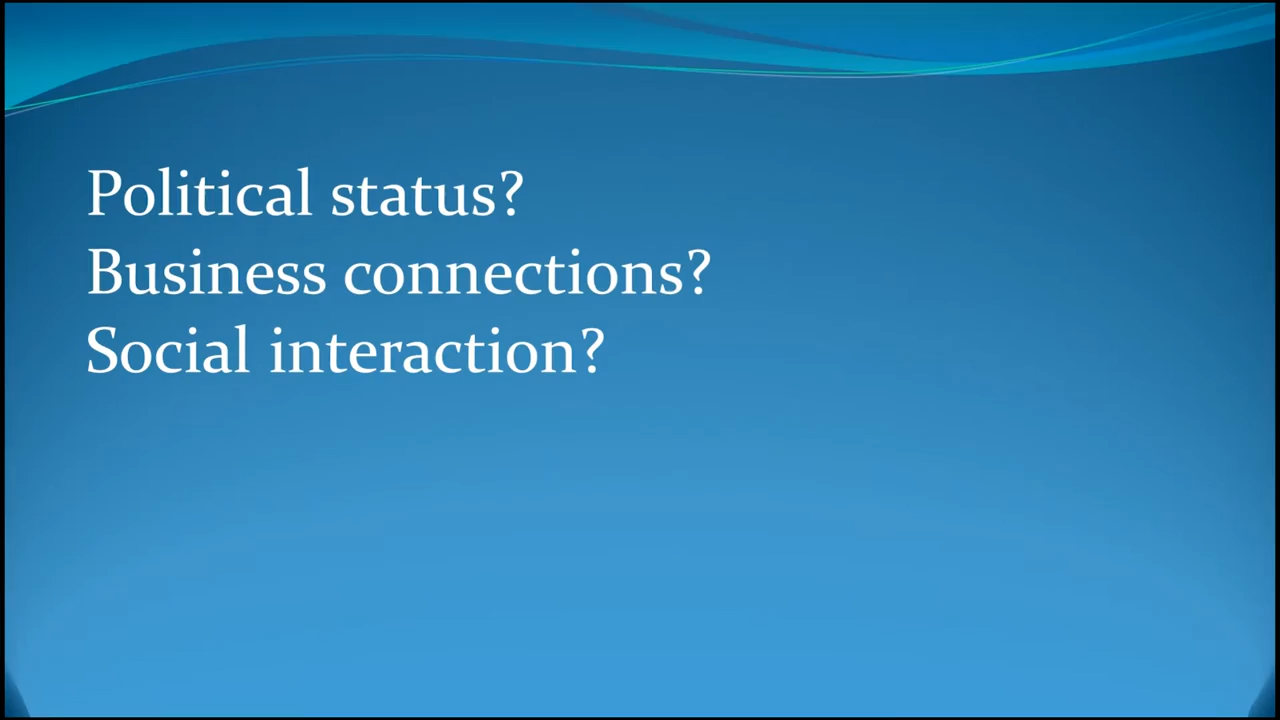 Political status?
Business connections?
Social interaction?